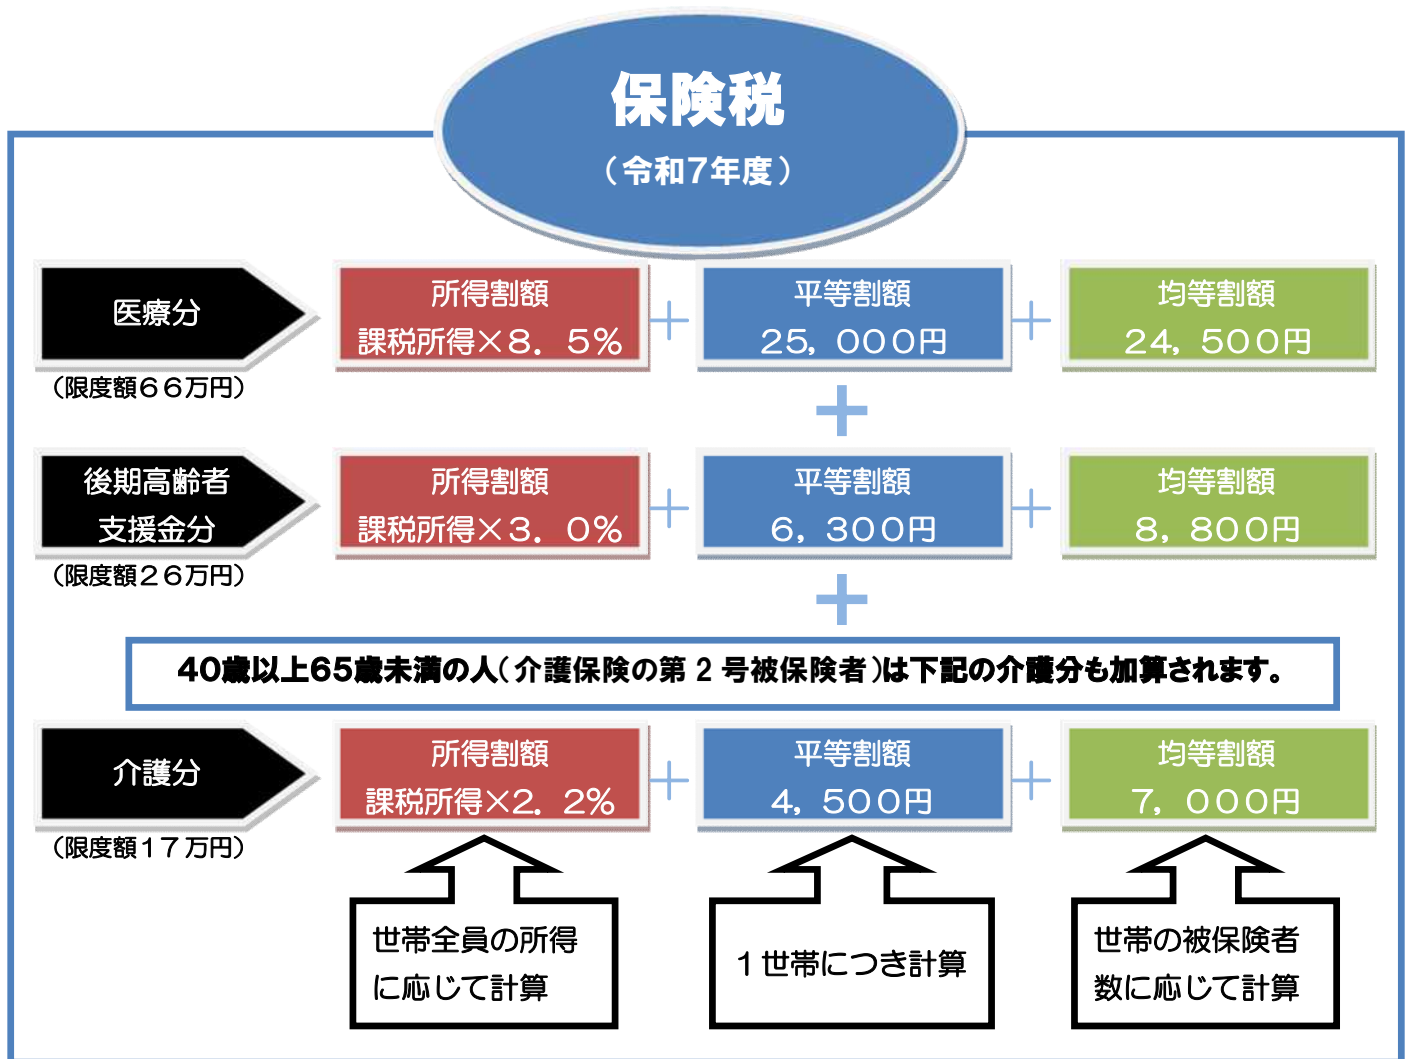 保険税
（令和7年度）
医療分
（限度額６６万円）
所得割額
課税所得×８．５％
＋
平等割額
２５，０００円
＋
均等割額
２４，５００円
＋
後期高齢者
支援金分
（限度額２６万円）
所得割額
課税所得×３．０％
＋
平等割額
６，３００円
＋
均等割額
８，８００円
＋
40歳以上65歳未満の人（介護保険の第２号被保険者）は下記の介護分も加算されます。
介護分
（限度額１７万円）
所得割額
課税所得×２．２％
＋
平等割額
４，５００円
＋
均等割額
７，０００円
世帯全員の所得
に応じて計算
１世帯につき計算
世帯の被保険者
数に応じて計算